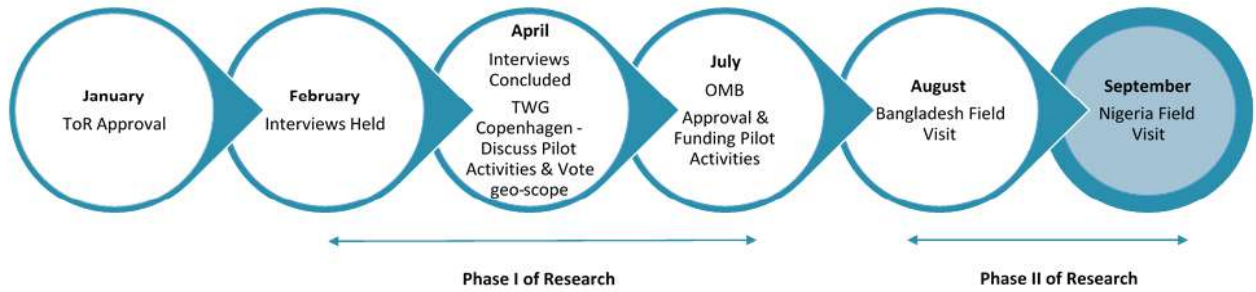 January
ToR Approval
February
Interviews Held
April
Interviews
Concluded
TWG
Copenhagen -
Discuss Pilot
Activities & Vote
geo-scope
July
OMB
Approval &
Funding Pilot
Activities
August
Bangladesh Field
Visit
September
Nigeria Field
Visit
Phase I of Research
Phase II of Research